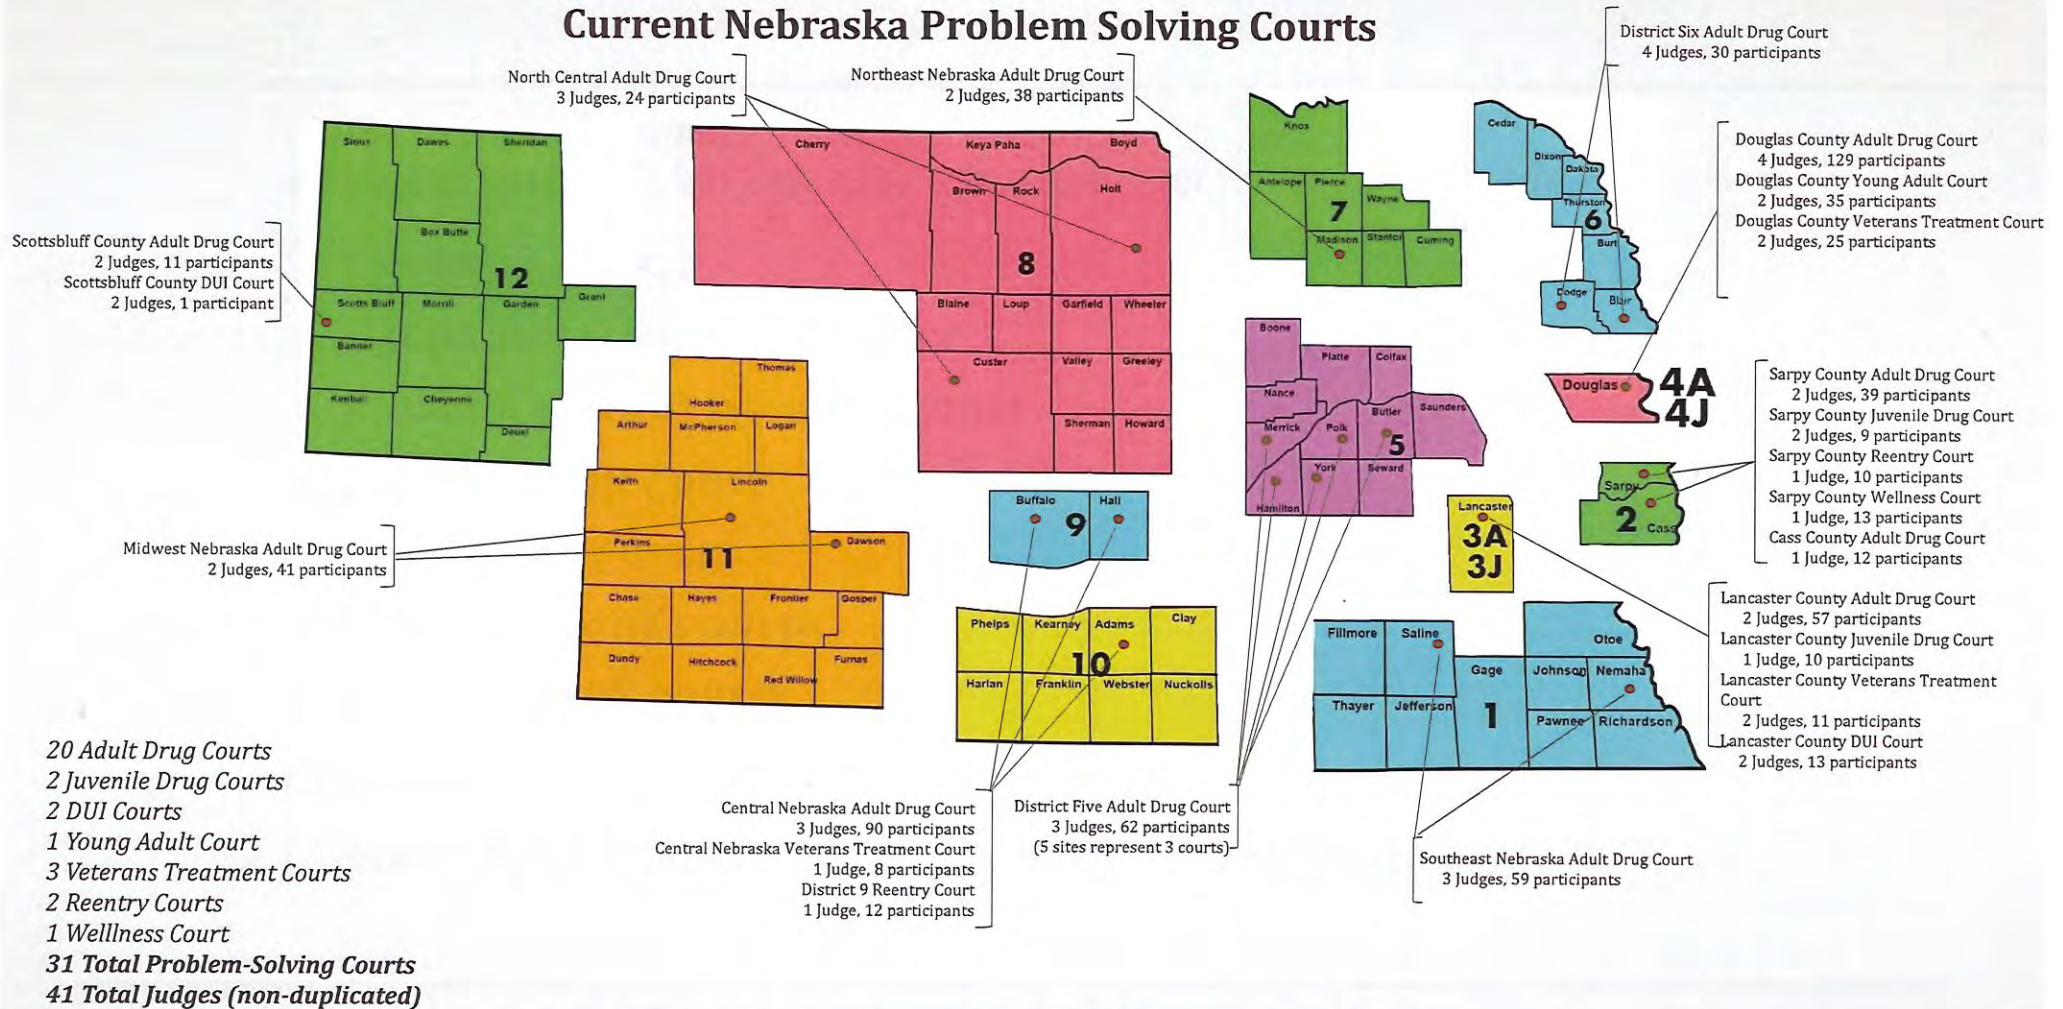 Current Nebraska Problem Solving Courts
North Central Adult Drug Court
3 Judges, 24 participants
Northeast Nebraska Adult Drug Court
2 Judges, 38 participants
District Six Adult Drug Court
4 Judges, 30 participants
Douglas County Adult Drug Court
4 Judges, 129 participants
Douglas County Young Adult Court
2 Judges, 35 participants
Douglas County Veterans Treatment Court
2 Judges, 25 participants
Scottsbluff County Adult Drug Court
2 Judges, 11 participants
Scottsbluff County DUI Court
2 Judges, 1 participant
Sioux
Dawes
Sheridan
Box Butte
12
Scotts Bluff
Morrill
Garden
Grant
Banner
Kimball
Cheyenne
Deuel
Cherry
Keya Paha
Boyd
Brown
Rock
Holt
8
Blaine
Loup
Garfield
Wheeler
Custer
Valley
Greeley
Sherman
Howard
Knox
Antelope
Pierce
Wayne
7
Madison
Stanton
Cuming
Cedar
Dixon
Dakota
Thurston
6
Burt
Dodge
Blair
Douglas
4A
4J
Sarpy County Adult Drug Court
2 Judges, 39 participants
Sarpy County Juvenile Drug Court
2 Judges, 9 participants
Sarpy County Reentry Court
1 Judge, 10 participants
Sarpy County Wellness Court
1 Judge, 13 participants
Cass County Adult Drug Court
1 Judge, 12 participants
Boone
Platte
Colfax
Nance
Butler
Saunders
Merrick
Polk
5
York
Seward
Hamilton
Sarpy
2
Cass
Lancaster
3A
3J
Thomas
Hooker
Arthur
McPherson
Logan
Keith
Lincoln
Perkins
11
Dawson
Chase
Hayes
Frontier
Gosper
Dundy
Hitchcock
Red Willow
Furnas
Midwest Nebraska Adult Drug Court
2 Judges, 41 participants
Buffalo
Hall
9
Phelps
Kearney
Adams
Clay
10
Harlan
Franklin
Webster
Nuckolls
Fillmore
Saline
Otoe
Gage
Johnson
Nemaha
Thayer
Jefferson
1
Pawnee
Richardson
Lancaster County Adult Drug Court
2 Judges, 57 participants
Lancaster County Juvenile Drug Court
1 Judge, 10 participants
Lancaster County Veterans Treatment
Court
2 Judges, 11 participants
Lancaster County DUI Court
2 Judges, 13 participants
Central Nebraska Adult Drug Court
3 Judges, 90 participants
Central Nebraska Veterans Treatment Court
1 Judge, 8 participants
District 9 Reentry Court
1 Judge, 12 participants
District Five Adult Drug Court
3 Judges, 62 participants
(5 sites represent 3 courts)
Southeast Nebraska Adult Drug Court
3 Judges, 59 participants
20 Adult Drug Courts
2 Juvenile Drug Courts
2 DUI Courts
1 Young Adult Court
3 Veterans Treatment Courts
2 Reentry Courts
1 Welllness Court
31 Total Problem-Solving Courts
41 Total Judges (non-duplicated)